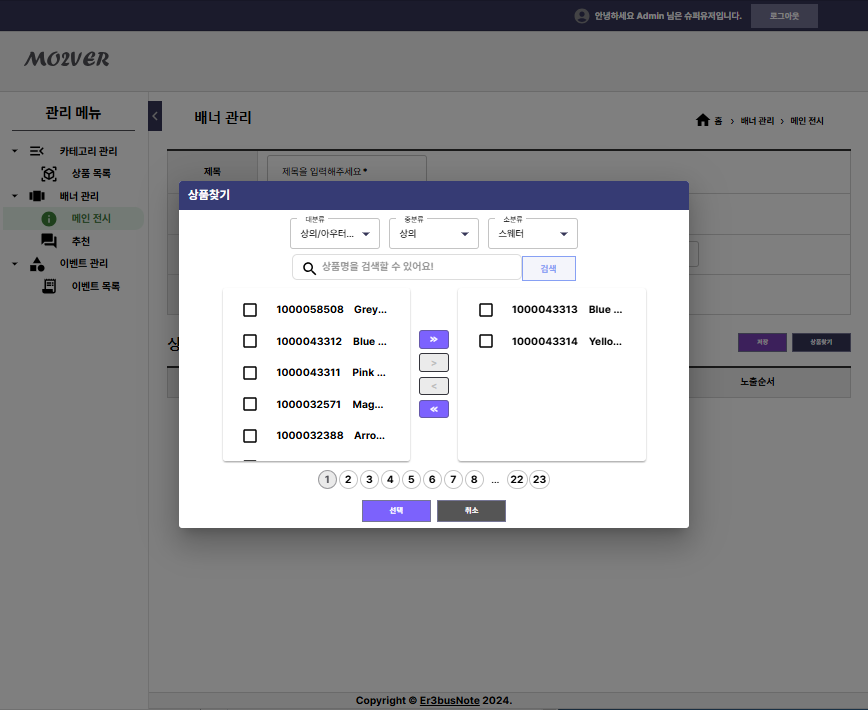 안녕하세요 Admin 님은 슈퍼유저입니다.
로그아웃
MOLVER
관리 메뉴
카테고리 관리
상품 목록
배너 관리
메인 전시
추천
이벤트 관리
이벤트 목록
배너 관리
홈 › 배너 관리 › 메인 전시
제목
제목을 입력해주세요 *
상품찾기
대분류
상의/아우터...
중분류
상의
소분류
스웨터
상품명을 검색할 수 있어요!
검색
1000058508 Grey...
1000043312 Blue ...
1000043311 Pink ...
1000032571 Mag...
1000032388 Arro...
»
>
<
«
1000043313 Blue ...
1000043314 Yello...
1 2 3 4 5 6 7 8 ... 22 23
선택
취소
상
저장
상품찾기
노출순서
Copyright © Er3busNote 2024.